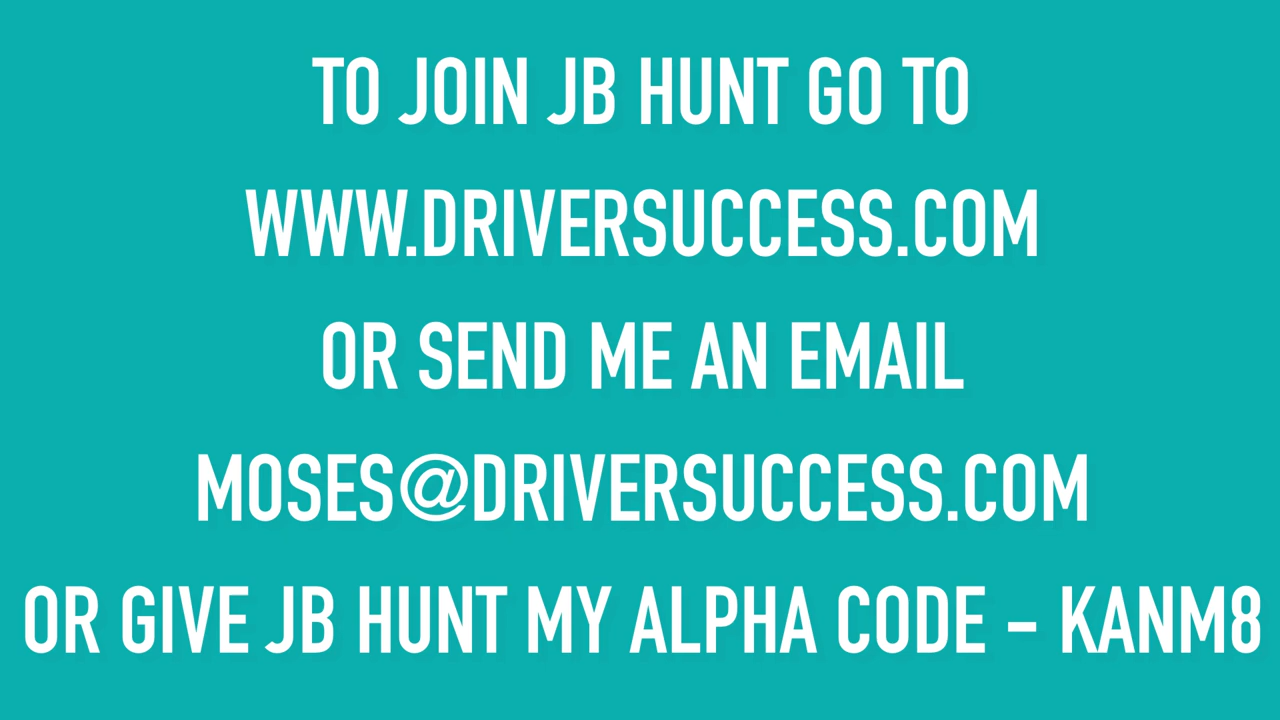 TO JOIN JB HUNT GO TO
WWW.DRIVERSUCCESS.COM
OR SEND ME AN EMAIL
MOSES@DRIVERSUCCESS.COM
OR GIVE JB HUNT MY ALPHA CODE - KANM8